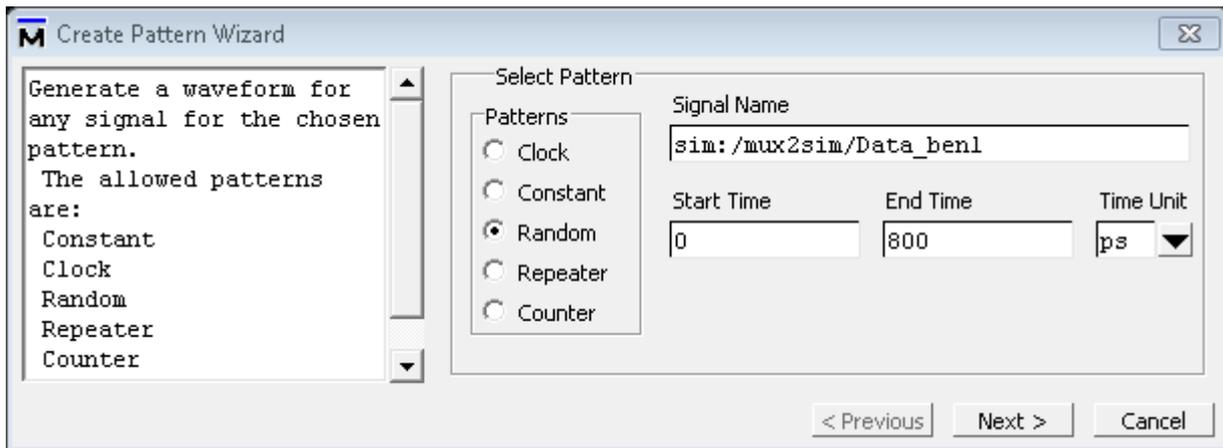 M Create Pattern Wizard
Generate a waveform for
any signal for the chosen
pattern.
The allowed patterns
are:
Constant
Clock
Random
Repeater
Counter
Select Pattern
Patterns
Clock
Constant
Random
Repeater
Counter
Signal Name
sim:/mux2sim/Data_benl
Start Time
End Time
Time Unit
0
800
ps
< Previous
Next >
Cancel